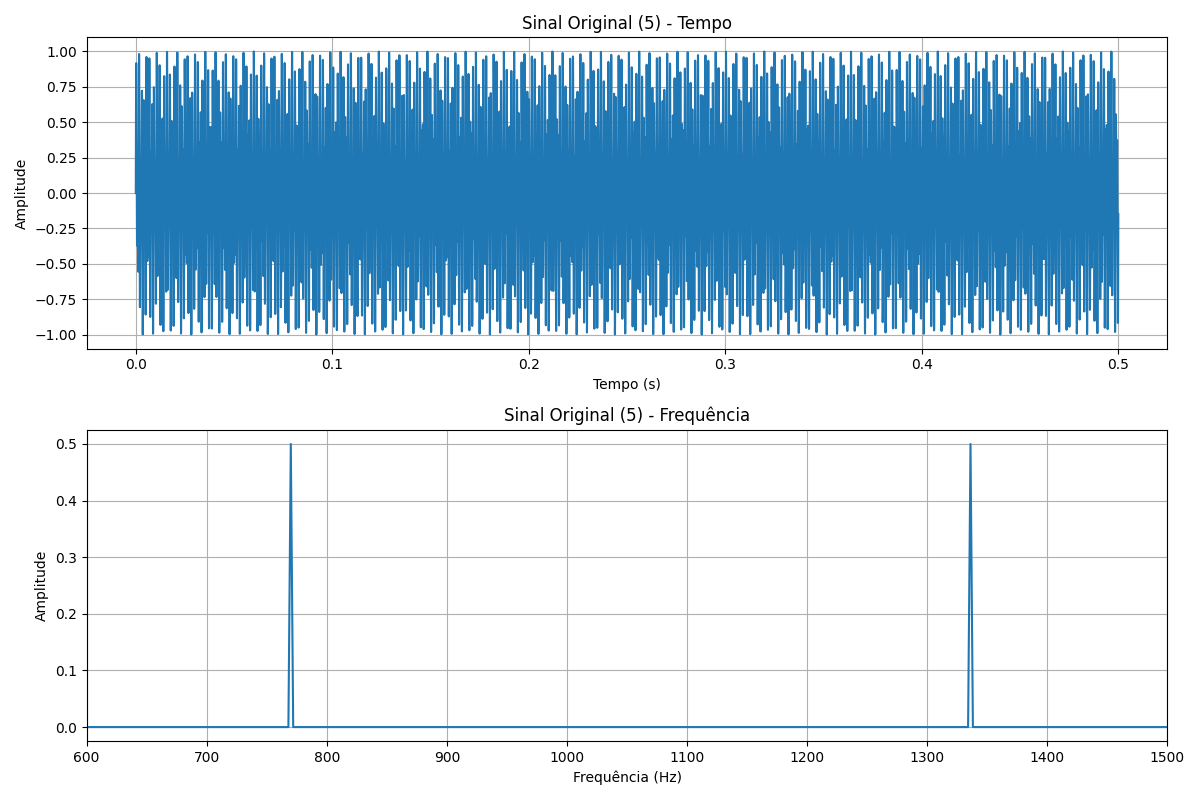 Sinal Original (5) - Tempo
1.00
0.75
0.50
0.25
0.00
−0.25
−0.50
−0.75
−1.00
Amplitude
0.0 0.1 0.2 0.3 0.4 0.5
Tempo (s)
Sinal Original (5) - Frequência
0.5
0.4
0.3
0.2
0.1
0.0
Amplitude
600 700 800 900 1000 1100 1200 1300 1400 1500
Frequência (Hz)